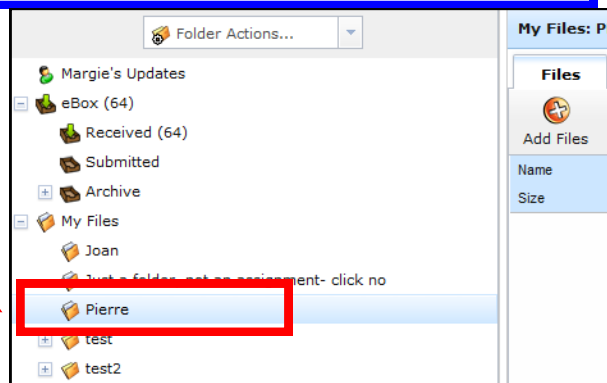 Folder Actions...
My Files: P
Margie's Updates
Files
eBox (64)
Received (64)
Add Files
Submitted
Name
Archive
Size
My Files
Joan
Just a folder- not an assignment- click no
Pierre
test
test2